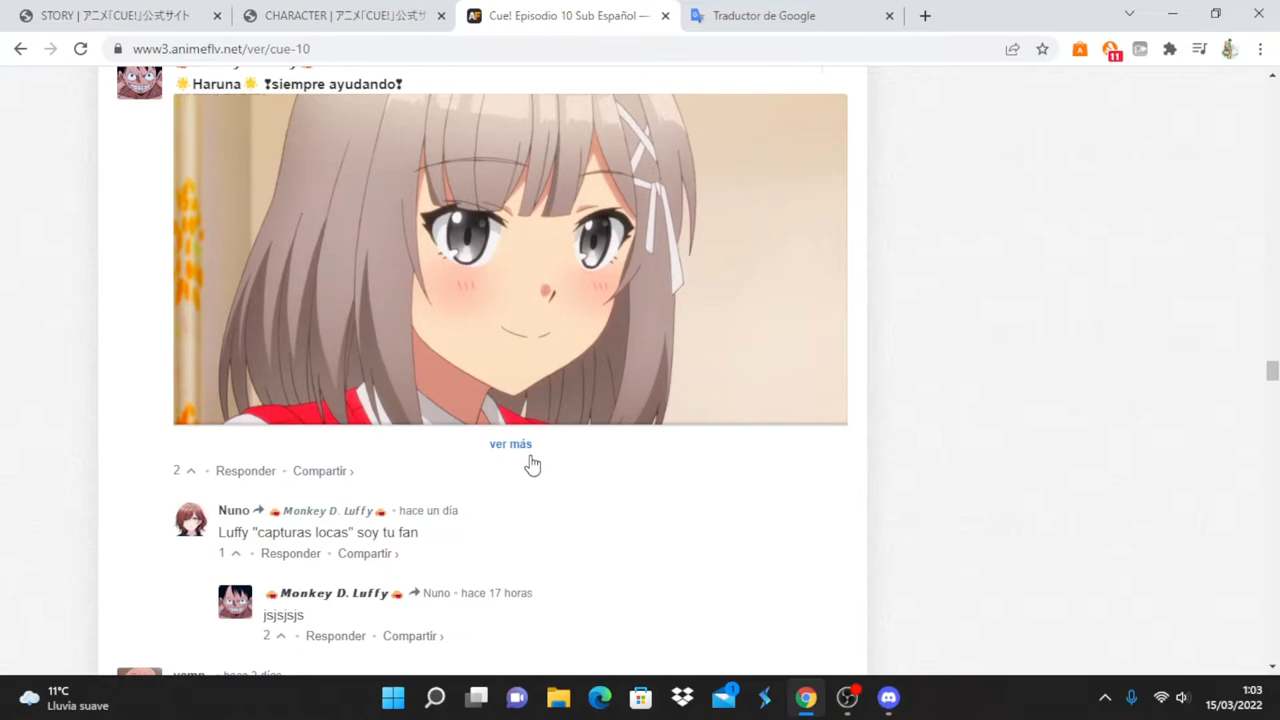 STORY | アニメ「CUE!」公式サイト
CHARACTER | アニメ「CUE!」公式サ
Cue! Episodio 10 Sub Español —
Traductor de Google
www3.animeflv.net/ver/cue-10
11
Haruna ❣siempre ayudando❣
ver más
2 • Responder • Compartir ›
Nuno Monkey D. Luffy • hace un día
Luffy "capturas locas" soy tu fan
1 • Responder • Compartir ›
Monkey D. Luffy Nuno • hace 17 horas
jsjsjsjs
2 • Responder • Compartir ›
11°C
Lluvia suave
1
1:03
15/03/2022